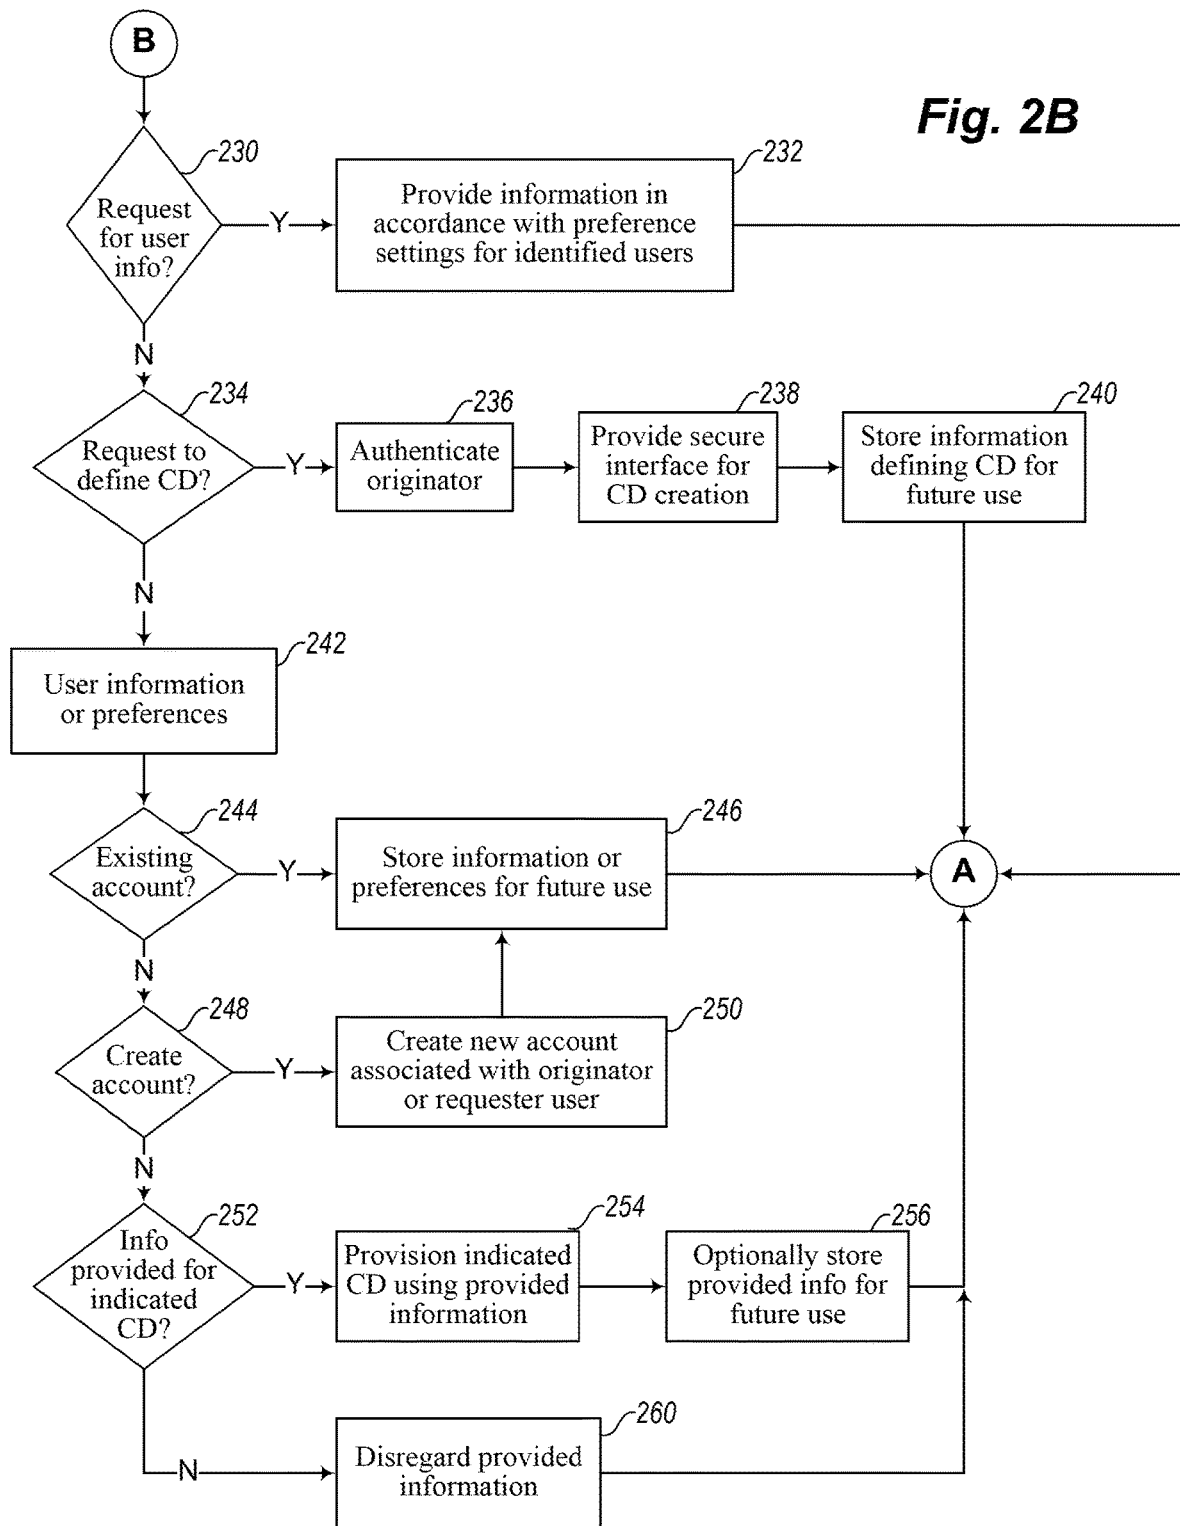 B
Fig. 2B
230
Request
for user
info?
Y
232
Provide information in
accordance with preference
settings for identified users
N
234
Request to
define CD?
Y
236
Authenticate
originator
238
Provide secure
interface for
CD creation
240
Store information
defining CD for
future use
N
242
User information
or preferences
244
Existing
account?
Y
246
Store information or
preferences for future use
A
N
248
Create
account?
Y
250
Create new account
associated with originator
or requester user
N
252
Info
provided for
indicated
CD?
Y
254
Provision indicated
CD using provided
information
256
Optionally store
provided info for
future use
N
260
Disregard provided
information